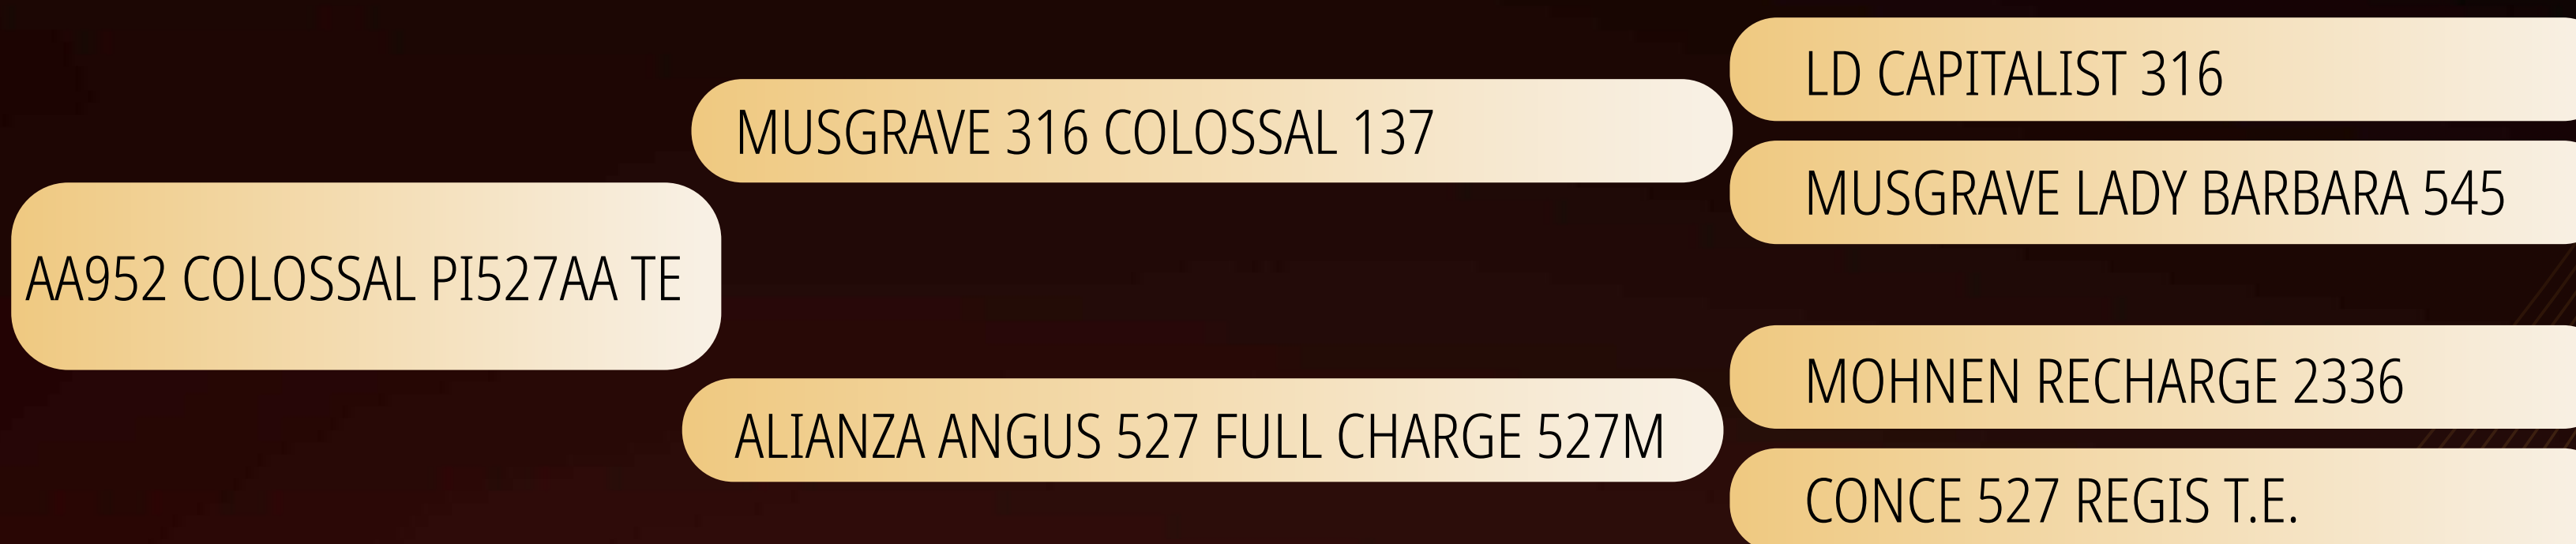 LD CAPITALIST 316
MUSGRAVE 316 COLOSSAL 137
MUSGRAVE LADY BARBARA 545
AA952 COLOSSAL PI527AA TE
MOHNEN RECHARGE 2336
ALIANZA ANGUS 527 FULL CHARGE 527M
CONCE 527 REGIS T.E.